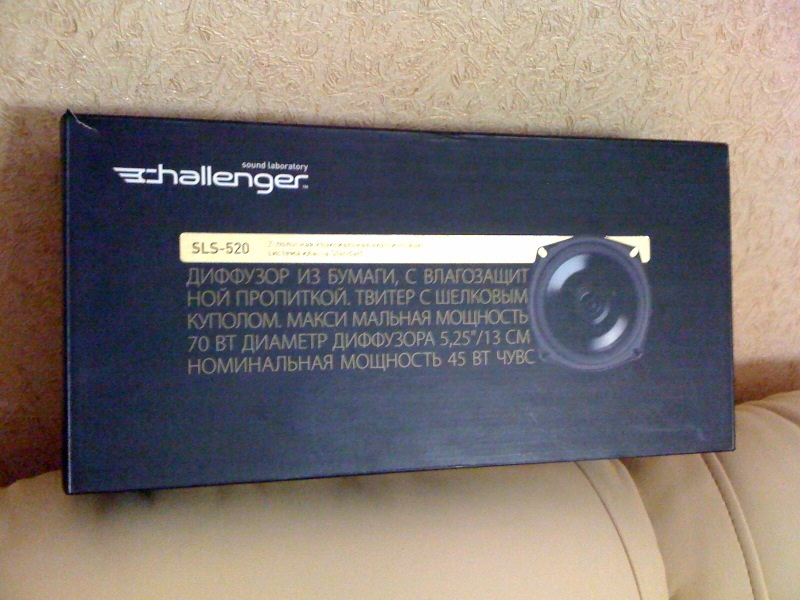 sound laboratory
challenger
SLS-520
ДИФФУЗОР ИЗ БУМАГИ, С ВЛАГОЗАЩИТ
НОЙ ПРОПИТКОЙ. ТВИТЕР С ШЕЛКОВЫМ
КУПОЛОМ. МАКСИ МАЛЬНАЯ МОЩНОСТЬ
70 ВТ ДИАМЕТР ДИФФУЗОРА 5,25"/13 СМ
НОМИНАЛЬНАЯ МОЩНОСТЬ 45 ВТ ЧУВС